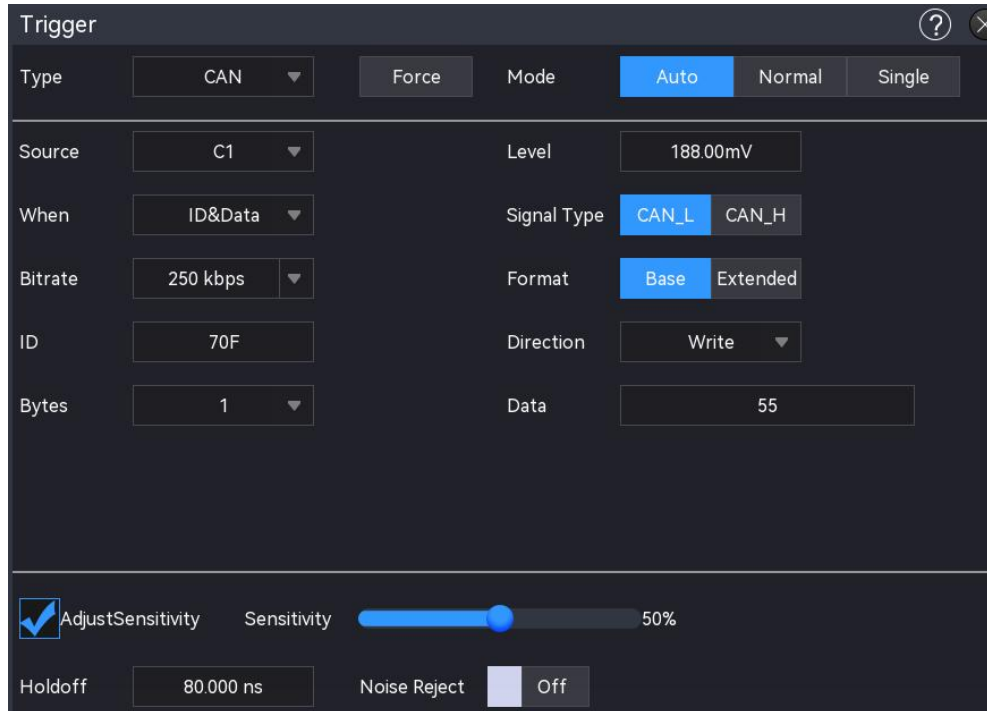 Trigger ?
Type CAN Force Mode Auto Normal Single
Source C1 Level 188.00mV
When ID&Data Signal Type CAN_L CAN_H
Bitrate 250 kbps Format Base Extended
ID 70F Direction Write
Bytes 1 Data 55
AdjustSensitivity Sensitivity 50%
Holdoff 80.000 ns Noise Reject Off